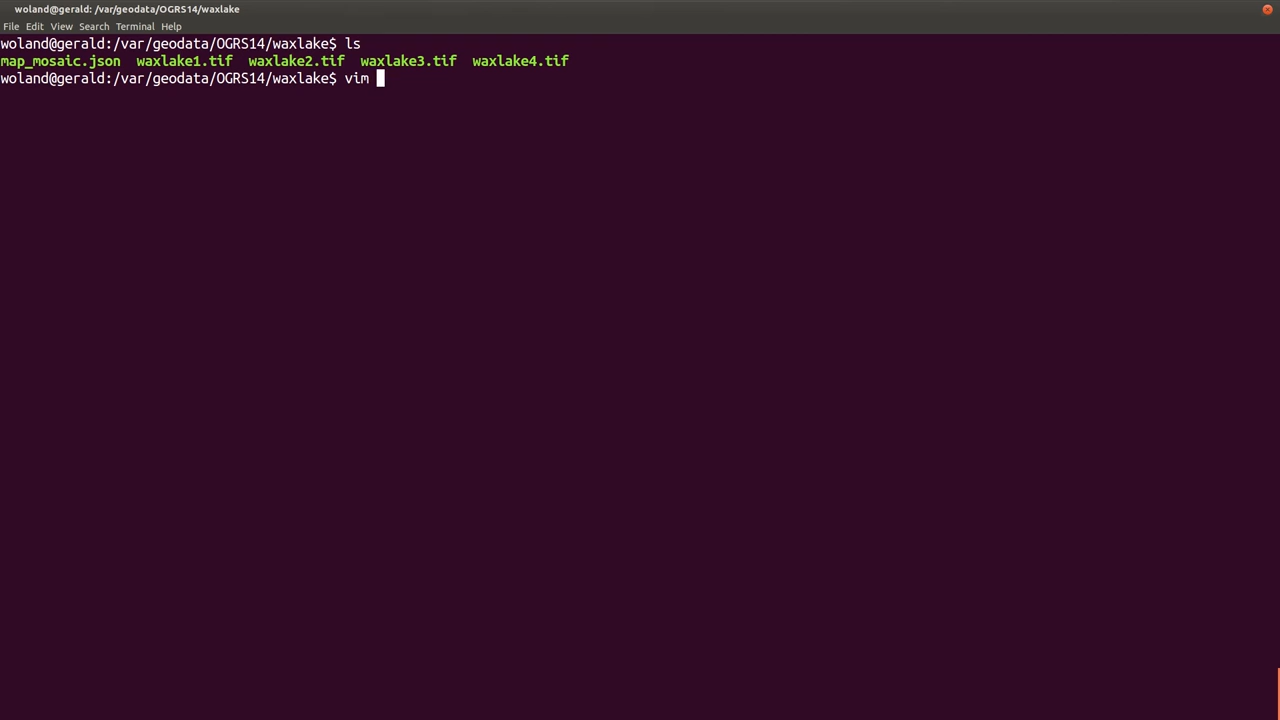 woland@gerald: /var/geodata/OGRS14/waxlake
File Edit View Search Terminal Help
woland@gerald:/var/geodata/OGRS14/waxlake$ ls
map_mosaic.json  waxlake1.tif  waxlake2.tif  waxlake3.tif  waxlake4.tif
woland@gerald:/var/geodata/OGRS14/waxlake$ vim